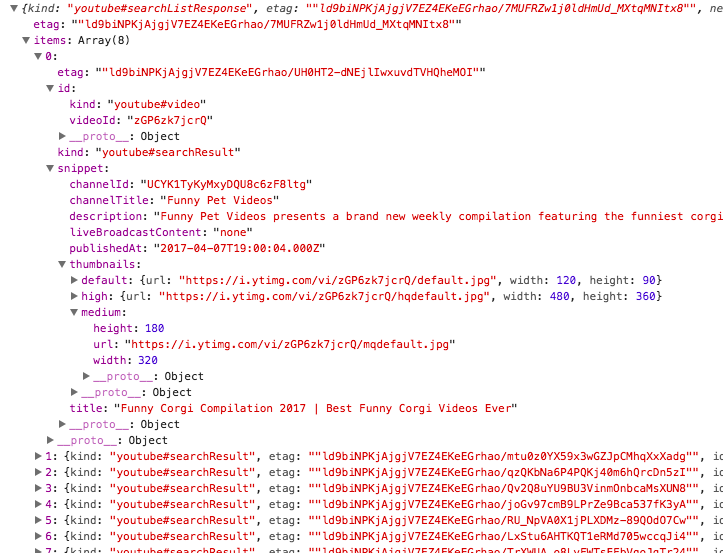 {kind: "youtube#searchListResponse", etag: ""ld9biNPKjAjgjV7EZ4EKeEGrhao/7MUFRZw1j0ldHmUd_MXtqMNItx8"", ne
etag: ""ld9biNPKjAjgjV7EZ4EKeEGrhao/7MUFRZw1j0ldHmUd_MXtqMNItx8""
items: Array(8)
0:
etag: ""ld9biNPKjAjgjV7EZ4EKeEGrhao/UH0HT2-dNEjlIwxuvdTVHQheMOI""
id:
kind: "youtube#video"
videoId: "zGP6zk7jcrQ"
__proto__: Object
kind: "youtube#searchResult"
snippet:
channelId: "UCYK1TyKyMxyDQU8c6zF8ltg"
channelTitle: "Funny Pet Videos"
description: "Funny Pet Videos presents a brand new weekly compilation featuring the funniest corgi
liveBroadcastContent: "none"
publishedAt: "2017-04-07T19:00:04.000Z"
thumbnails:
default: {url: "https://i.ytimg.com/vi/zGP6zk7jcrQ/default.jpg", width: 120, height: 90}
high: {url: "https://i.ytimg.com/vi/zGP6zk7jcrQ/hqdefault.jpg", width: 480, height: 360}
medium:
height: 180
url: "https://i.ytimg.com/vi/zGP6zk7jcrQ/mqdefault.jpg"
width: 320
__proto__: Object
__proto__: Object
title: "Funny Corgi Compilation 2017 | Best Funny Corgi Videos Ever"
__proto__: Object
__proto__: Object
1: {kind: "youtube#searchResult", etag: ""ld9biNPKjAjgjV7EZ4EKeEGrhao/mtu0z0YX59x3wGZJpCMhqXxXadg"", id
2: {kind: "youtube#searchResult", etag: ""ld9biNPKjAjgjV7EZ4EKeEGrhao/qzQKbNa6P4PQKj40m6hQrcDn5zI"", id
3: {kind: "youtube#searchResult", etag: ""ld9biNPKjAjgjV7EZ4EKeEGrhao/Qv2Q8uYU9BU3VinmOnbcaMsXUN8"", id
4: {kind: "youtube#searchResult", etag: ""ld9biNPKjAjgjV7EZ4EKeEGrhao/joGv97cmB9LPrZe9Bca537fK3yA"", id
5: {kind: "youtube#searchResult", etag: ""ld9biNPKjAjgjV7EZ4EKeEGrhao/RU_NpVA0X1jPLXDMz-89QOdO7Cw"", id
6: {kind: "youtube#searchResult", etag: ""ld9biNPKjAjgjV7EZ4EKeEGrhao/LxStu6AHTKQT1eRMd705wccqJi4"", id
7: {kind: "youtube#searchResult", etag: